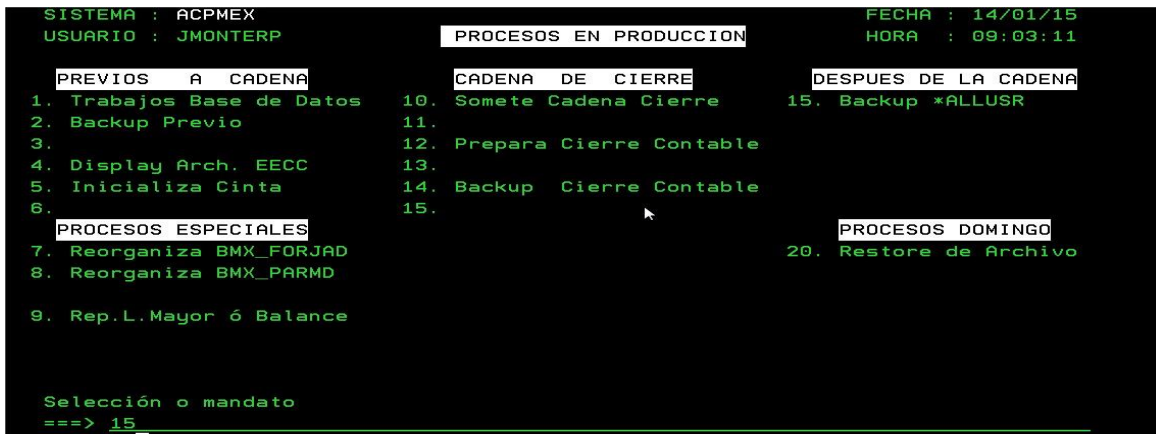 SISTEMA : ACPMEX FECHA : 14/01/15
USUARIO : JMONTERP PROCESOS EN PRODUCCION HORA : 09:03:11
PREVIOS A CADENA CADENA DE CIERRE DESPUES DE LA CADENA
1. Trabajos Base de Datos 10. Somete Cadena Cierre 15. Backup *ALLUSR
2. Backup Previo 11.
3. 12. Prepara Cierre Contable
4. Display Arch. EECC 13.
5. Inicializa Cinta 14. Backup Cierre Contable
6. 15.
PROCESOS ESPECIALES PROCESOS DOMINGO
7. Reorganiza BMX_FORJAD 20. Restore de Archivo
8. Reorganiza BMX_PARMD
9. Rep.L.Mayor ó Balance
Selección o mandato
===> 15